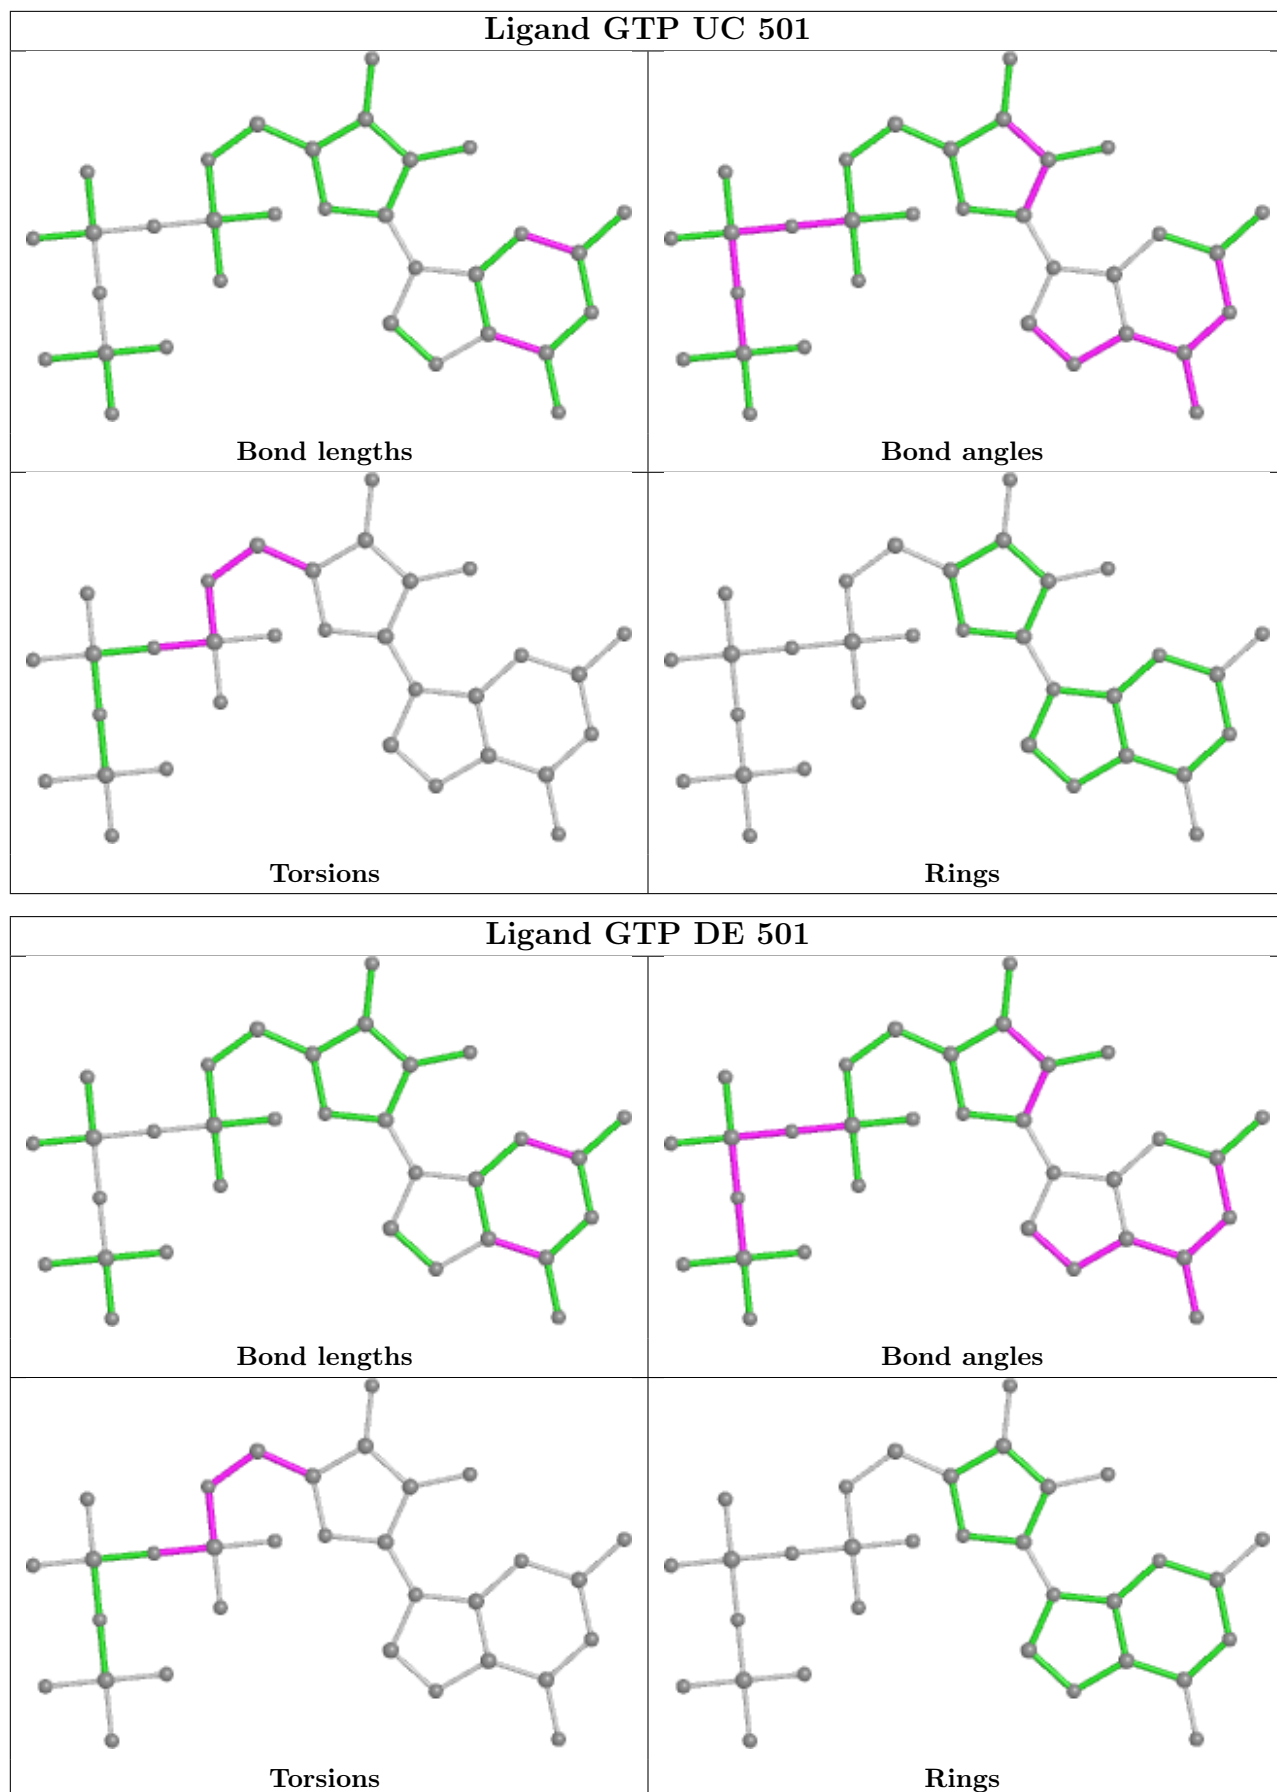 Ligand GTP UC 501
Bond lengths
Bond angles
Torsions
Rings
Ligand GTP DE 501
Bond lengths
Bond angles
Torsions
Rings